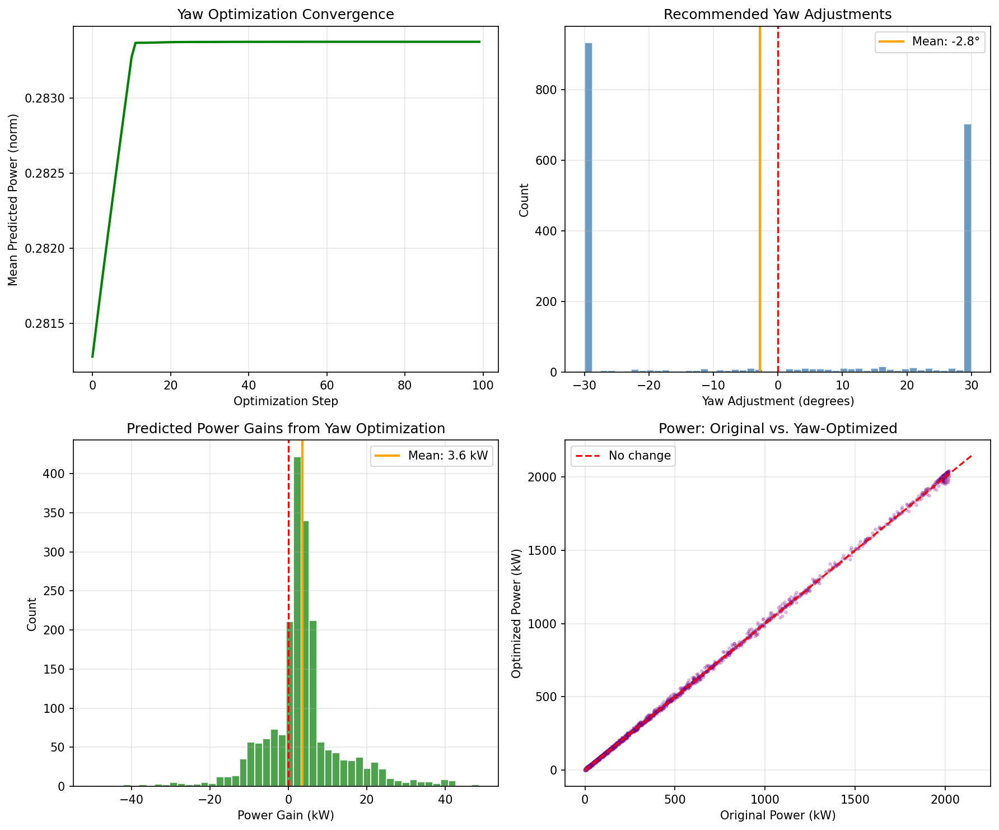 Yaw Optimization Convergence
Mean Predicted Power (norm)
0.2830
0.2825
0.2820
0.2815
0 20 40 60 80 100
Optimization Step
Recommended Yaw Adjustments
Mean: -2.8°
Count
800
600
400
200
0
−30 −20 −10 0 10 20 30
Yaw Adjustment (degrees)
Predicted Power Gains from Yaw Optimization
Mean: 3.6 kW
Count
400
350
300
250
200
150
100
50
0
−40 −20 0 20 40
Power Gain (kW)
Power: Original vs. Yaw-Optimized
No change
Optimized Power (kW)
2000
1500
1000
500
0
0 500 1000 1500 2000
Original Power (kW)